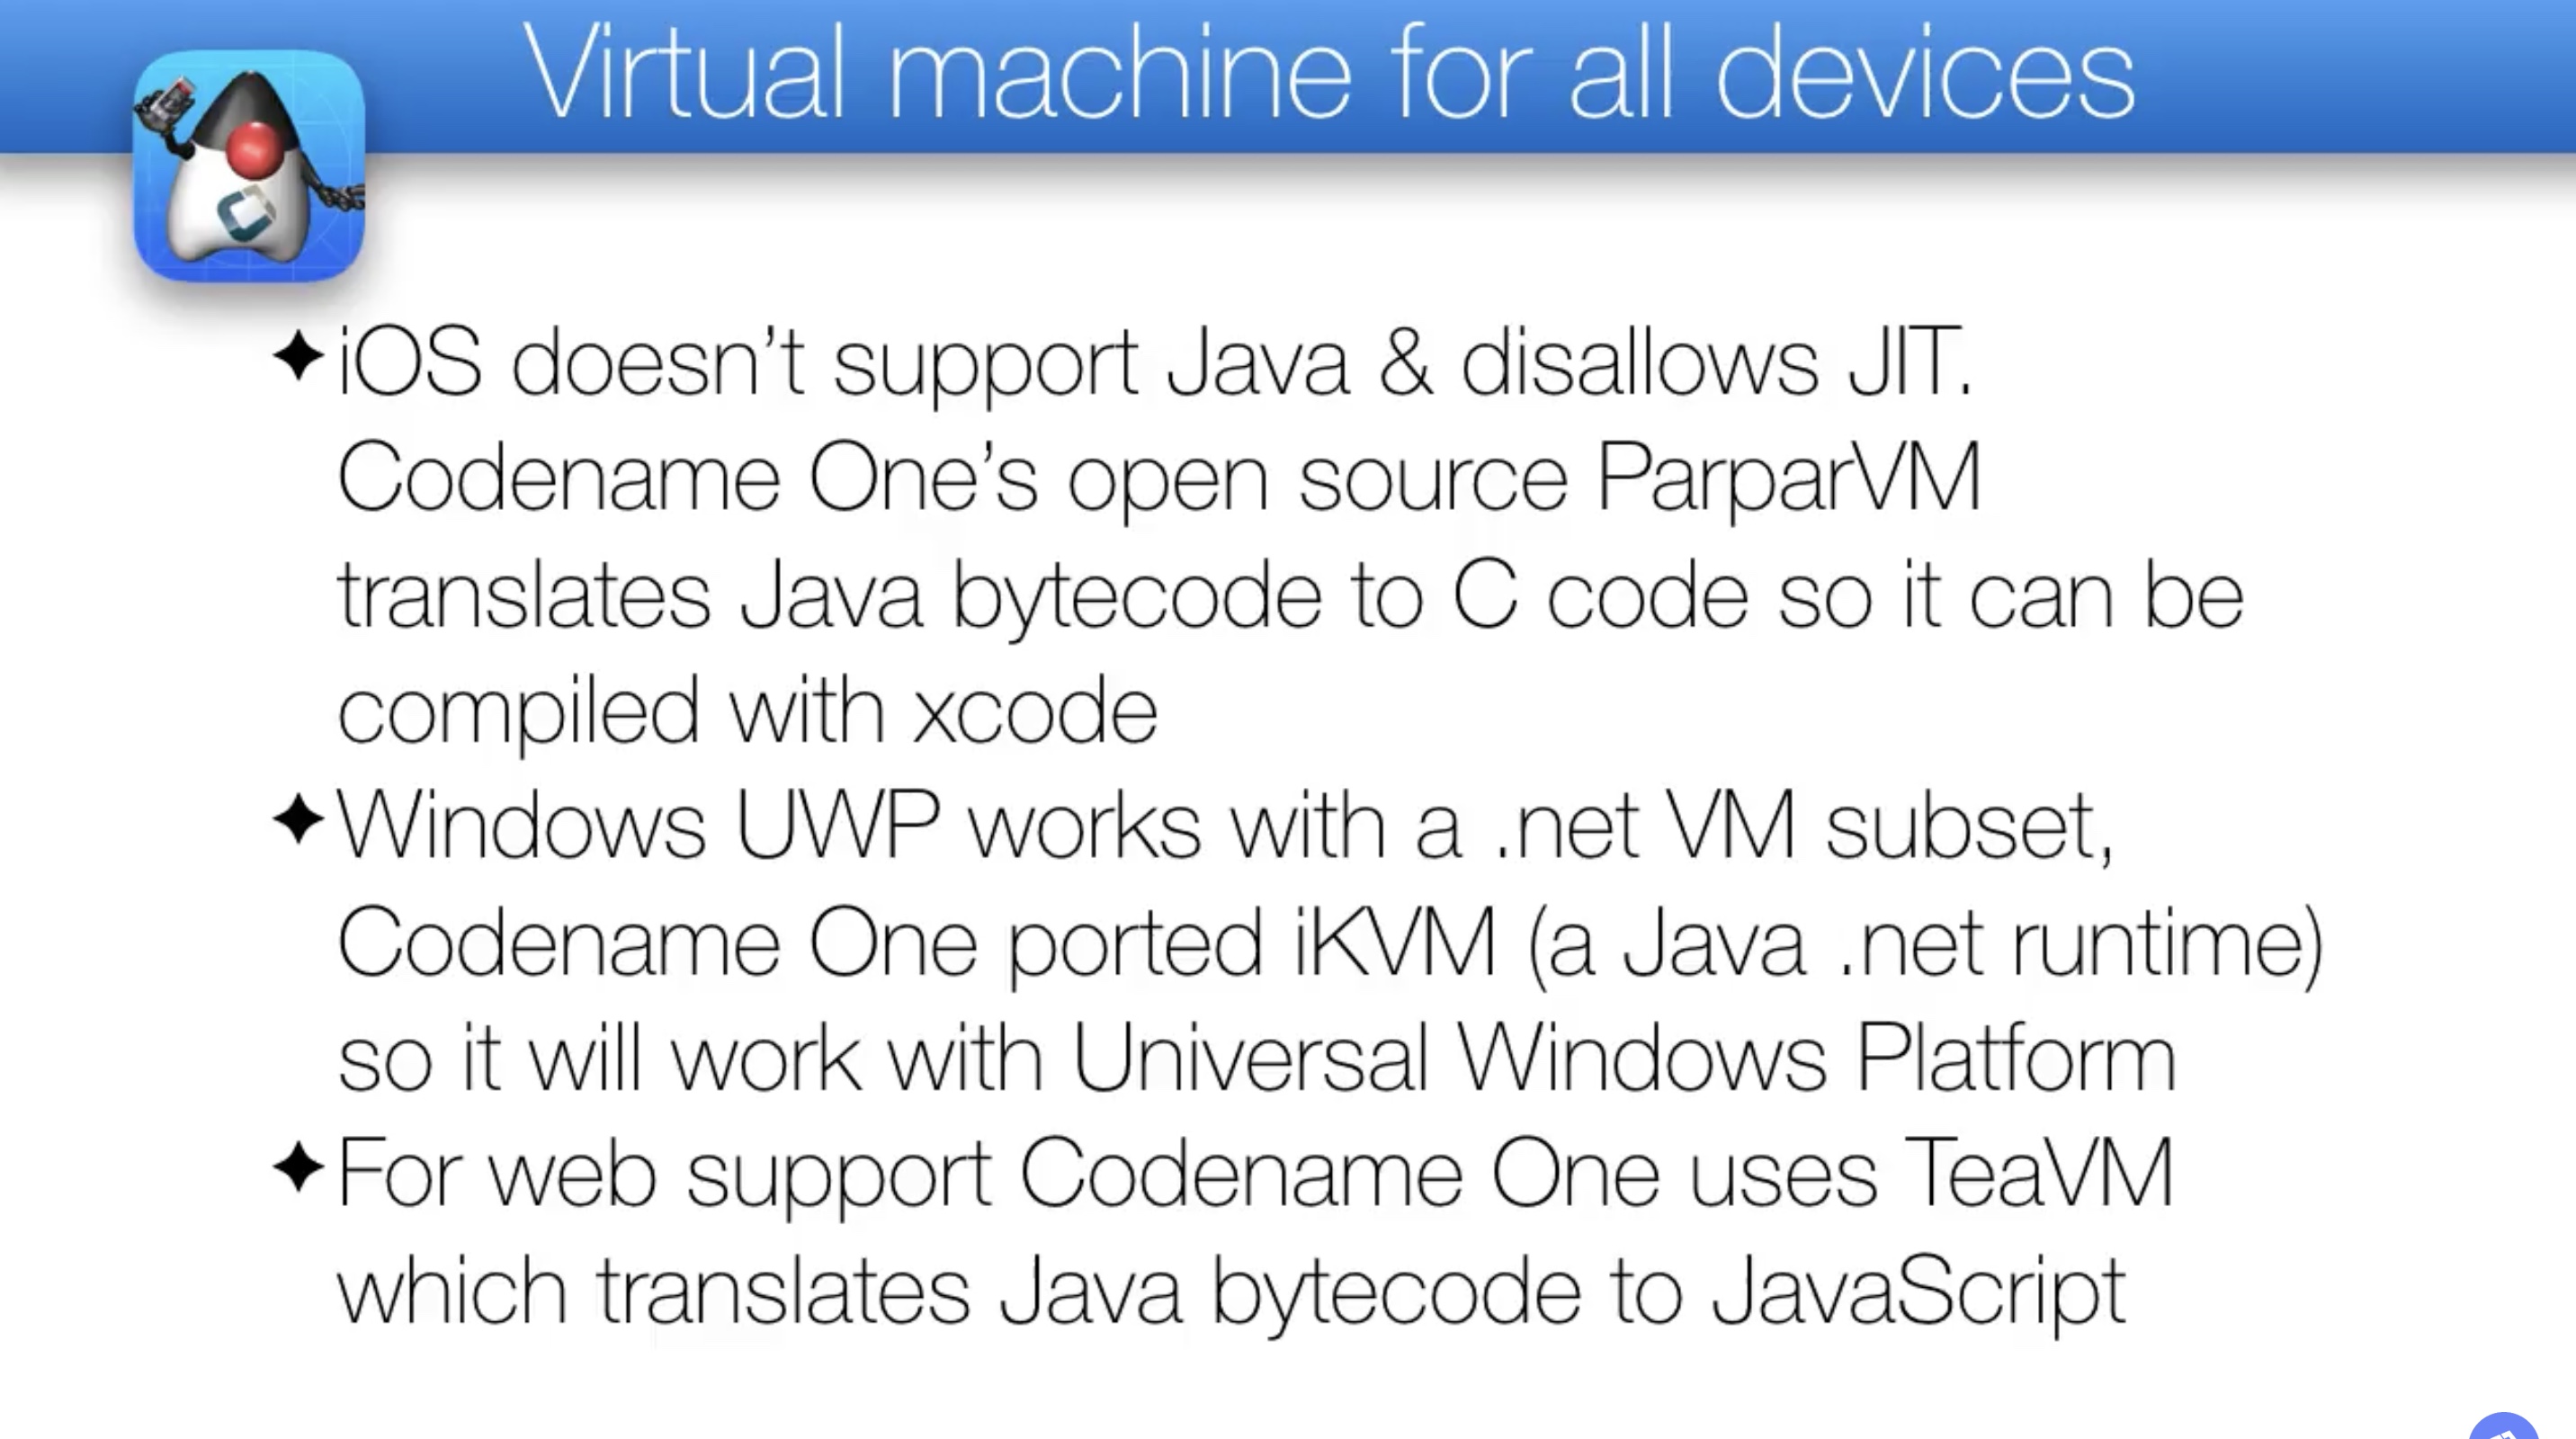 Virtual machine for all devices
✦iOS doesn’t support Java & disallows JIT.
Codename One’s open source ParparVM
translates Java bytecode to C code so it can be
compiled with xcode
✦Windows UWP works with a .net VM subset,
Codename One ported iKVM (a Java .net runtime)
so it will work with Universal Windows Platform
✦For web support Codename One uses TeaVM
which translates Java bytecode to JavaScript